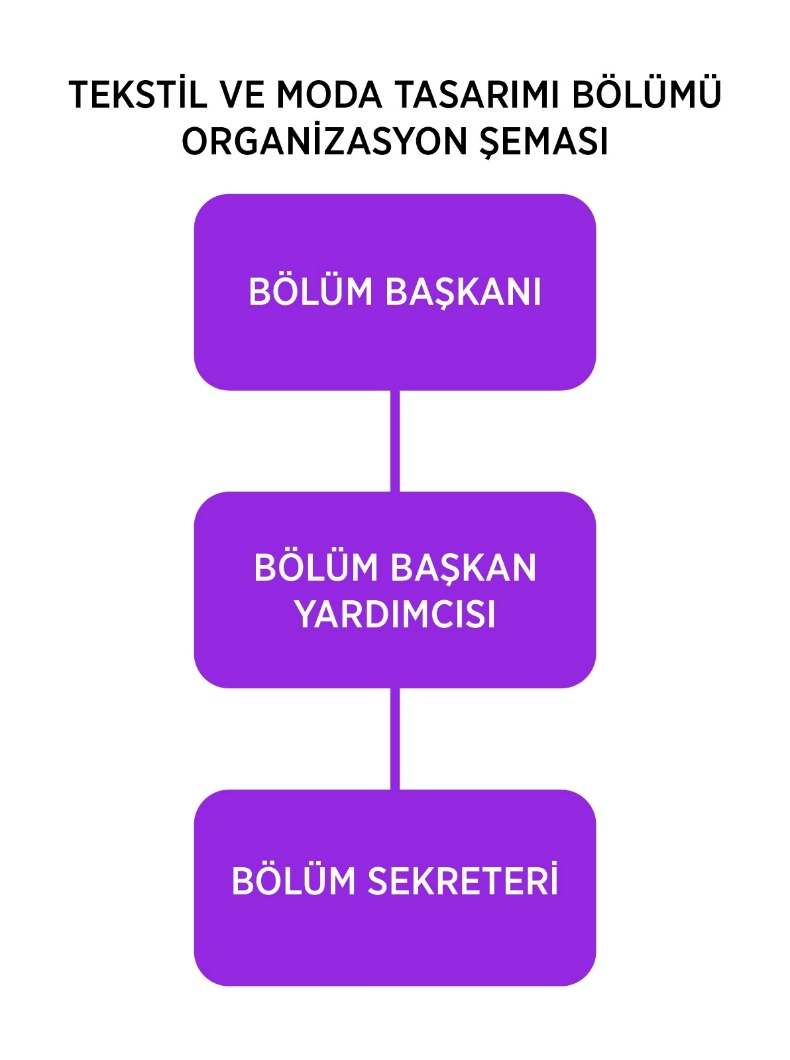 TEKSTİL VE MODA TASARIMI BÖLÜMÜ
ORGANİZASYON ŞEMASI
BÖLÜM BAŞKANI
BÖLÜM BAŞKAN
YARDIMCISI
BÖLÜM SEKRETERİ